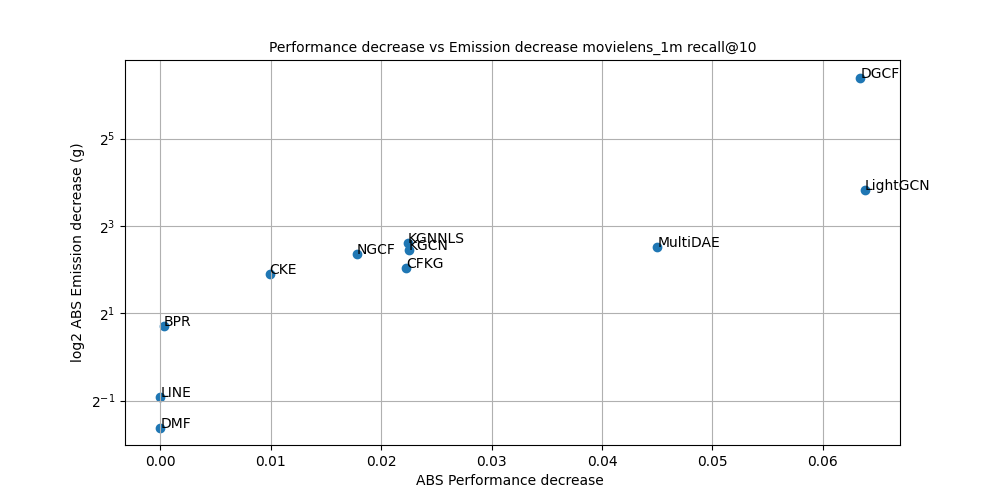 Performance decrease vs Emission decrease movielens_1m recall@10
log2 ABS Emission decrease (g)
2^5
2^3
2^1
2^−1
DGCF
LightGCN
KGNNLS
KGCN
MultiDAE
NGCF
CFKG
CKE
BPR
LINE
DMF
0.00 0.01 0.02 0.03 0.04 0.05 0.06
ABS Performance decrease